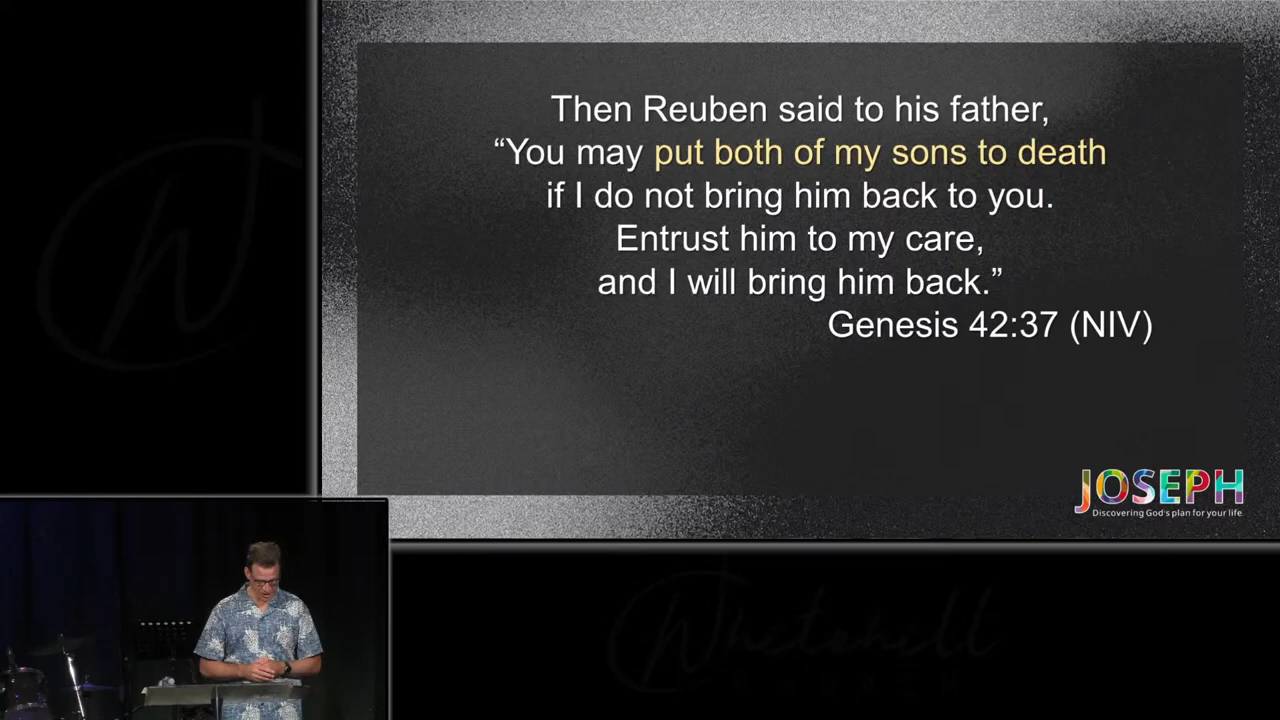 Then Reuben said to his father,
“You may put both of my sons to death
if I do not bring him back to you.
Entrust him to my care,
and I will bring him back.”
Genesis 42:37 (NIV)
JOSEPH
Discovering God's plan for your life.
CHURCH